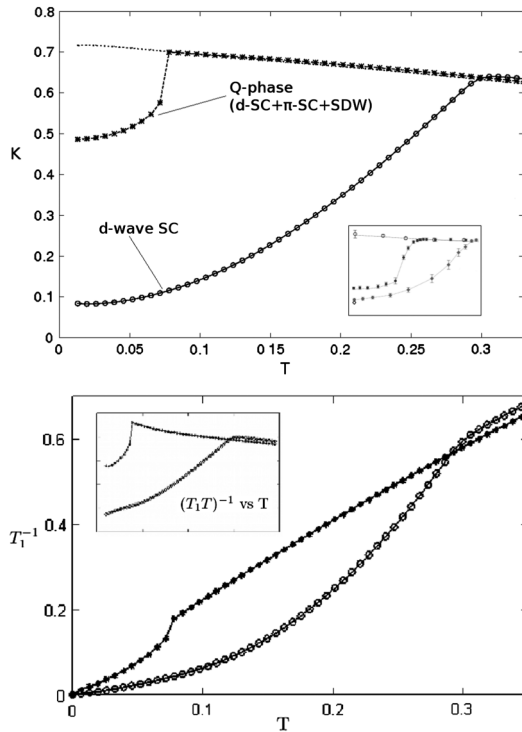 0.8
0.7
0.6
0.5
K
0.4
0.3
0.2
0.1
0
Q-phase
(d-SC+π-SC+SDW)
d-wave SC
0 0.05 0.1 0 15 0.2 0.25 0.3
T
0.6
0.4
T₁⁻¹
0.2
0
(T₁T)⁻¹ vs T
0 0.1 0.2 0.3
T